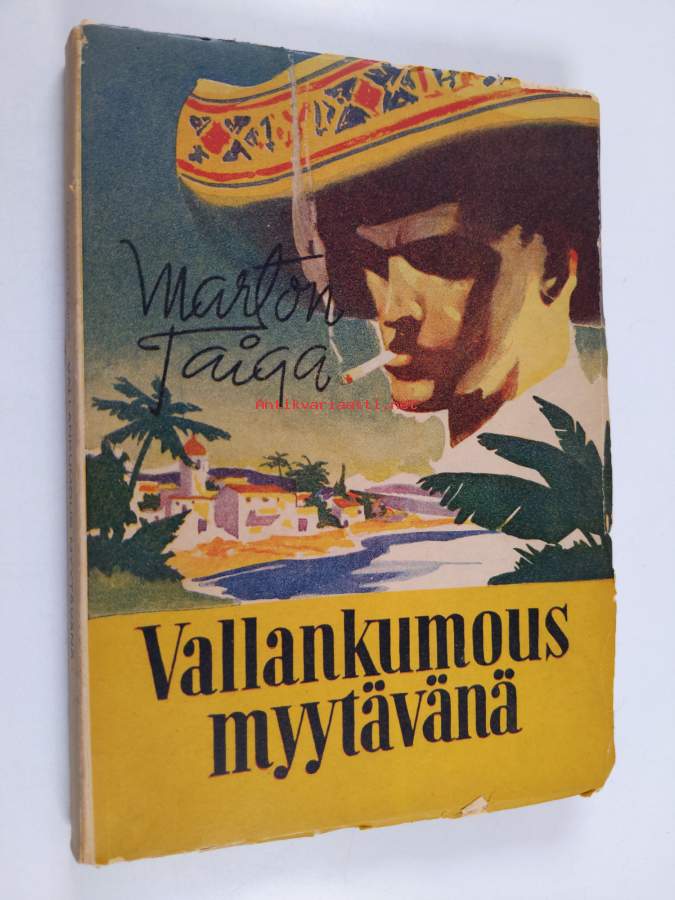 Marton
Taiga
Antikvariaatti.net
Vallankumous
myytävänä